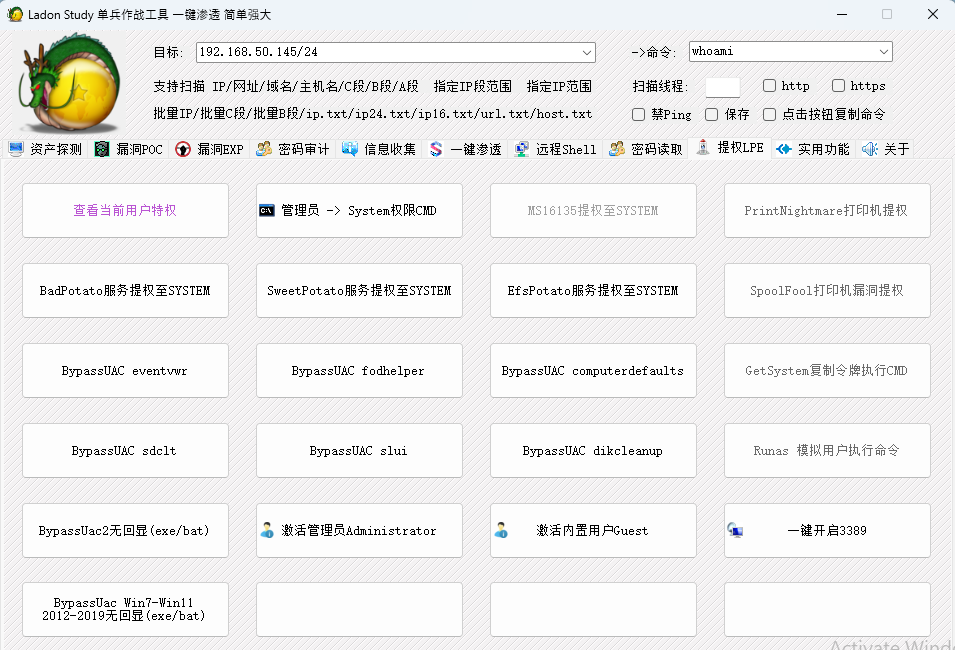 Ladon Study 单兵作战工具 一键渗透 简单强大
目标: 192.168.50.145/24 ->命令: whoami
支持扫描 IP/网址/域名/主机名/C段/B段/A段 指定IP段范围 指定IP范围 扫描线程: http https
批量IP/批量C段/批量B段/ip.txt/ip24.txt/ip16.txt/url.txt/host.txt 禁Ping 保存 点击按钮复制命令
资产探测 漏洞POC 漏洞EXP 密码审计 信息收集 一键渗透 远程Shell 密码读取 提权LPE 实用功能 关于
查看当前用户特权 管理员 -> System权限CMD MS16135提权至SYSTEM PrintNightmare打印机提权
BadPotato服务提权至SYSTEM SweetPotato服务提权至SYSTEM EfsPotato服务提权至SYSTEM SpoolFool打印机漏洞提权
BypassUAC eventvwr BypassUAC fodhelper BypassUAC computerdefaults GetSystem复制令牌执行CMD
BypassUAC sdclt BypassUAC slui BypassUAC dikcleanup Runas 模拟用户执行命令
BypassUac2无回显(exe/bat) 激活管理员Administrator 激活内置用户Guest 一键开启3389
BypassUac Win7-Win11
2012-2019无回显(exe/bat)
Activate Windo